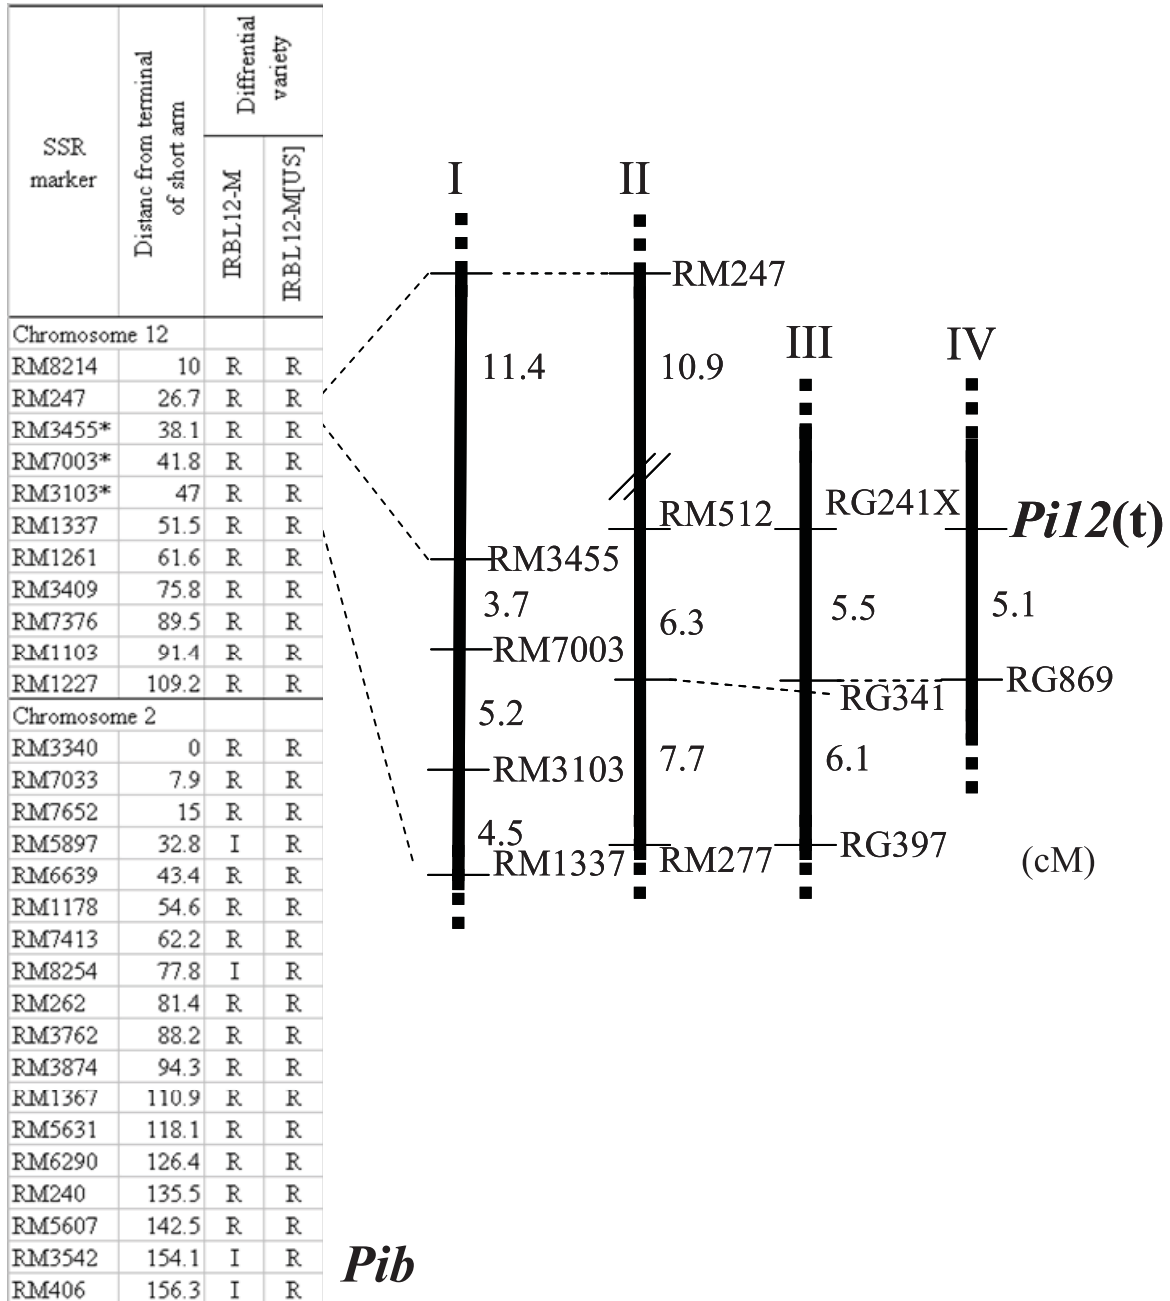 SSR
marker
Distanc from terminal
of short arm
Diffrential
variety
IRBL12-M
IRBL12-M[US]
Chromosome 12
RM8214 10 R R
RM247 26.7 R R
RM3455* 38.1 R R
RM7003* 41.8 R R
RM3103* 47 R R
RM1337 51.5 R R
RM1261 61.6 R R
RM3409 75.8 R R
RM7376 89.5 R R
RM1103 91.4 R R
RM1227 109.2 R R
Chromosome 2
RM3340 0 R R
RM7033 7.9 R R
RM7652 15 R R
RM5897 32.8 I R
RM6639 43.4 R R
RM1178 54.6 R R
RM7413 62.2 R R
RM8254 77.8 I R
RM262 81.4 R R
RM3762 88.2 R R
RM3874 94.3 R R
RM1367 110.9 R R
RM5631 118.1 R R
RM6290 126.4 R R
RM240 135.5 R R
RM5607 142.5 R R
RM3542 154.1 I R
RM406 156.3 I R
Pib
I
11.4
RM3455
3.7
RM7003
5.2
RM3103
4.5
RM1337
II
RM247
10.9
RM512
6.3
7.7
RM277
III
RG241X
5.5
RG341
6.1
RG397
IV
Pi12(t)
5.1
RG869
(cM)